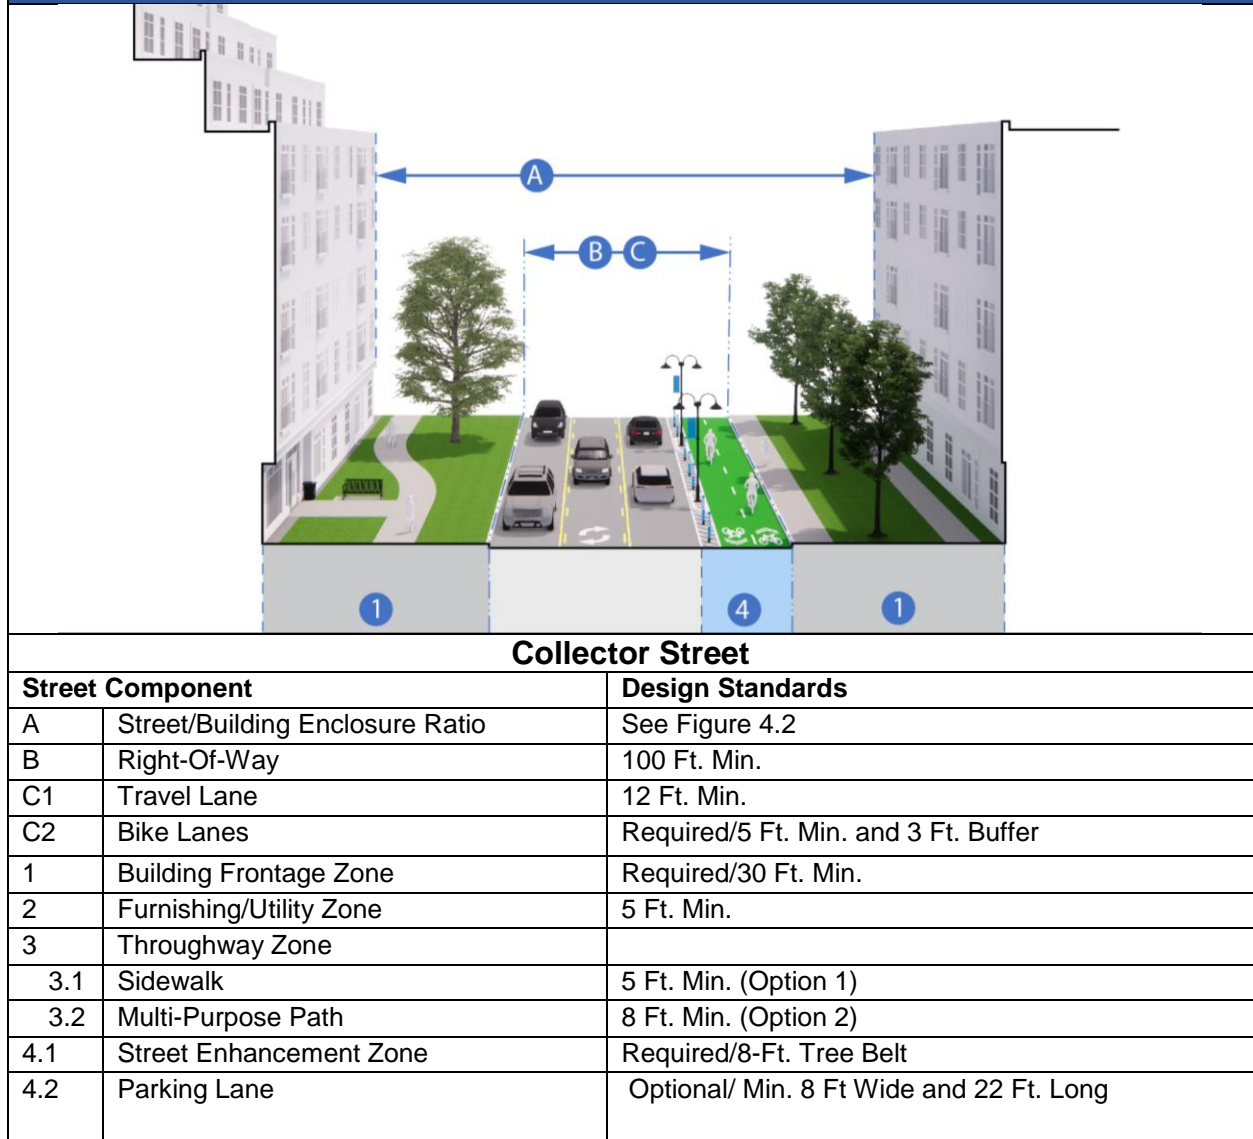 A
B C
1 4 1
Collector Street
Street Component Design Standards
A Street/Building Enclosure Ratio See Figure 4.2
B Right-Of-Way 100 Ft. Min.
C1 Travel Lane 12 Ft. Min.
C2 Bike Lanes Required/5 Ft. Min. and 3 Ft. Buffer
1 Building Frontage Zone Required/30 Ft. Min.
2 Furnishing/Utility Zone 5 Ft. Min.
3 Throughway Zone
3.1 Sidewalk 5 Ft. Min. (Option 1)
3.2 Multi-Purpose Path 8 Ft. Min. (Option 2)
4.1 Street Enhancement Zone Required/8-Ft. Tree Belt
4.2 Parking Lane Optional/ Min. 8 Ft Wide and 22 Ft. Long